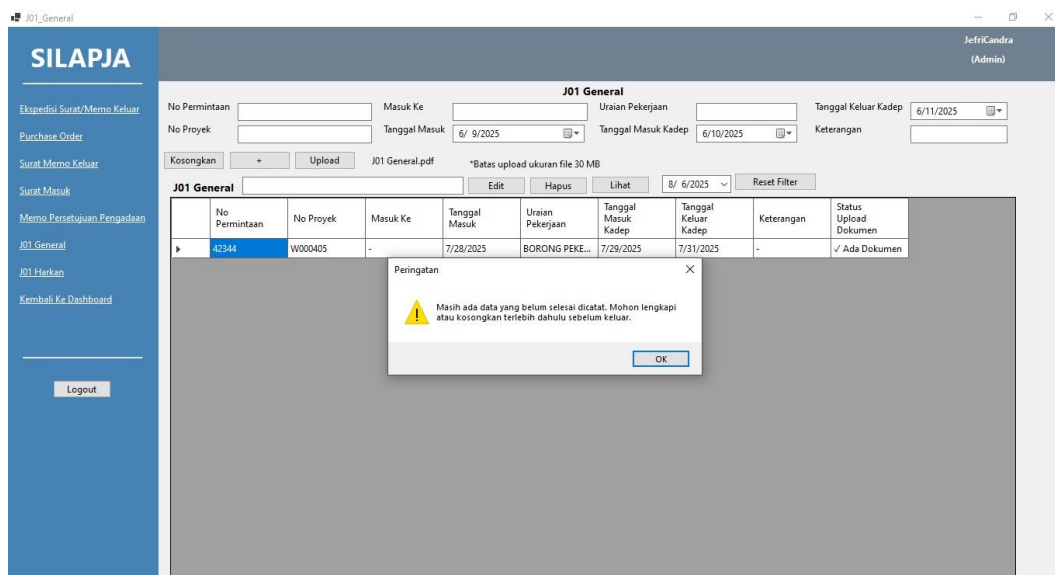 J01_General
SILAPJA
JefriCandra
(Admin)
Ekspedisi Surat/Memo Keluar
Purchase Order
Surat Memo Keluar
Surat Masuk
Memo Persetujuan Pengadaan
J01 General
J01 Harkan
Kembali Ke Dashboard
Logout
J01 General
No Permintaan
Masuk Ke
Uraian Pekerjaan
Tanggal Keluar Kadep 6/11/2025
No Proyek
Tanggal Masuk 6/ 9/2025
Tanggal Masuk Kadep 6/10/2025
Keterangan
Kosongkan + Upload J01 General.pdf *Batas upload ukuran file 30 MB
J01 General Edit Hapus Lihat 8/ 6/2025 Reset Filter
No Permintaan No Proyek Masuk Ke Tanggal Masuk Uraian Pekerjaan Tanggal Masuk Kadep Tanggal Keluar Kadep Keterangan Status Upload Dokumen
42344 W000405 - 7/28/2025 BORONG PEKE... 7/29/2025 7/31/2025 - √ Ada Dokumen
Peringatan
Masih ada data yang belum selesai dicatat. Mohon lengkapi
atau kosongkan terlebih dahulu sebelum keluar.
OK